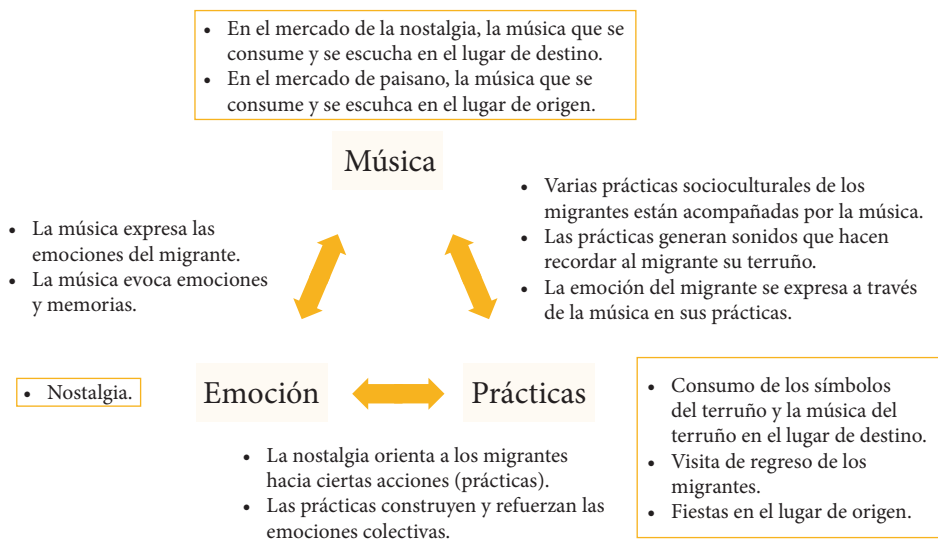 • En el mercado de la nostalgia, la música que se
consume y se escucha en el lugar de destino.
• En el mercado de paisano, la música que se
consume y se escuhca en el lugar de origen.
Música
• La música expresa las
emociones del migrante.
• La música evoca emociones
y memorias.
• Varias prácticas socioculturales de los
migrantes están acompañadas por la música.
• Las prácticas generan sonidos que hacen
recordar al migrante su terruño.
• La emoción del migrante se expresa a través
de la música en sus prácticas.
• Nostalgia.
Emoción
Prácticas
• Consumo de los símbolos
del terruño y la música del
terruño en el lugar de destino.
• Visita de regreso de los
migrantes.
• Fiestas en el lugar de origen.
• La nostalgia orienta a los migrantes
hacia ciertas acciones (prácticas).
• Las prácticas construyen y refuerzan las
emociones colectivas.